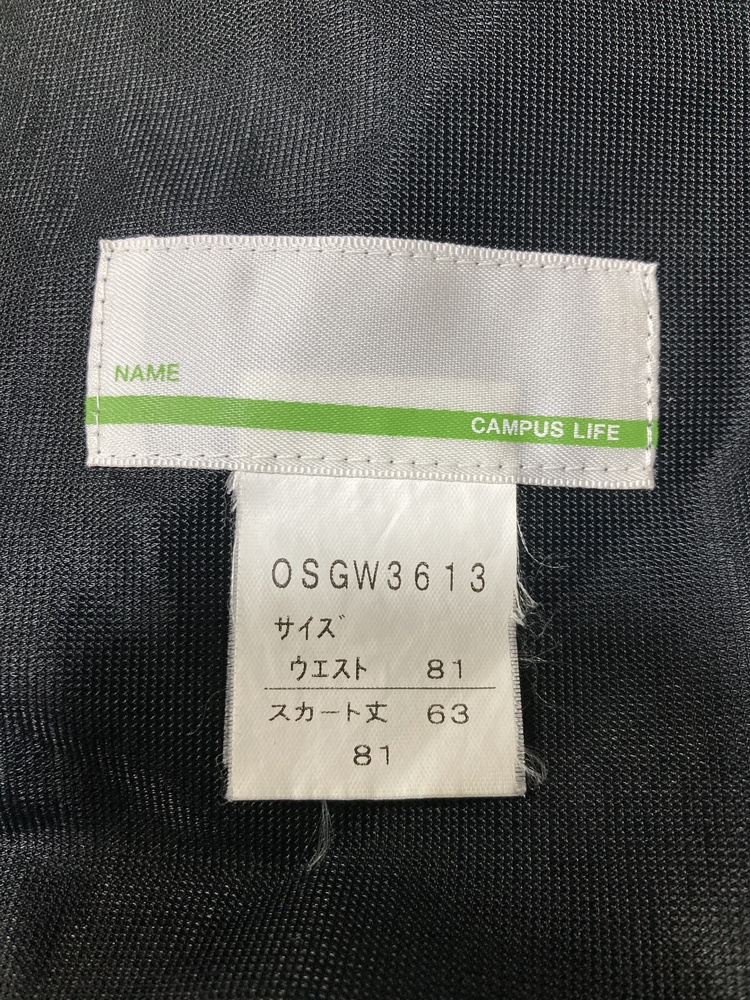 NAME
CAMPUS LIFE
OSGW3613
サイズ
ウエスト 81
スカート丈 63
81